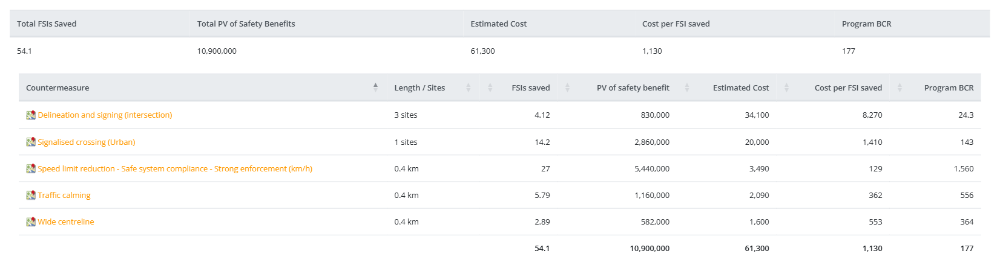 Total FSIs Saved Total PV of Safety Benefits Estimated Cost Cost per FSI saved Program BCR
54.1 10,900,000 61,300 1,130 177
Countermeasure Length / Sites FSIs saved PV of safety benefit Estimated Cost Cost per FSI saved Program BCR
Delineation and signing (intersection) 3 sites 4.12 830,000 34,100 8,270 24.3
Signalised crossing (Urban) 1 sites 14.2 2,860,000 20,000 1,410 143
Speed limit reduction - Safe system compliance - Strong enforcement (km/h) 0.4 km 27 5,440,000 3,490 129 1,560
Traffic calming 0.4 km 5.79 1,160,000 2,090 362 556
Wide centreline 0.4 km 2.89 582,000 1,600 553 364
54.1 10,900,000 61,300 1,130 177